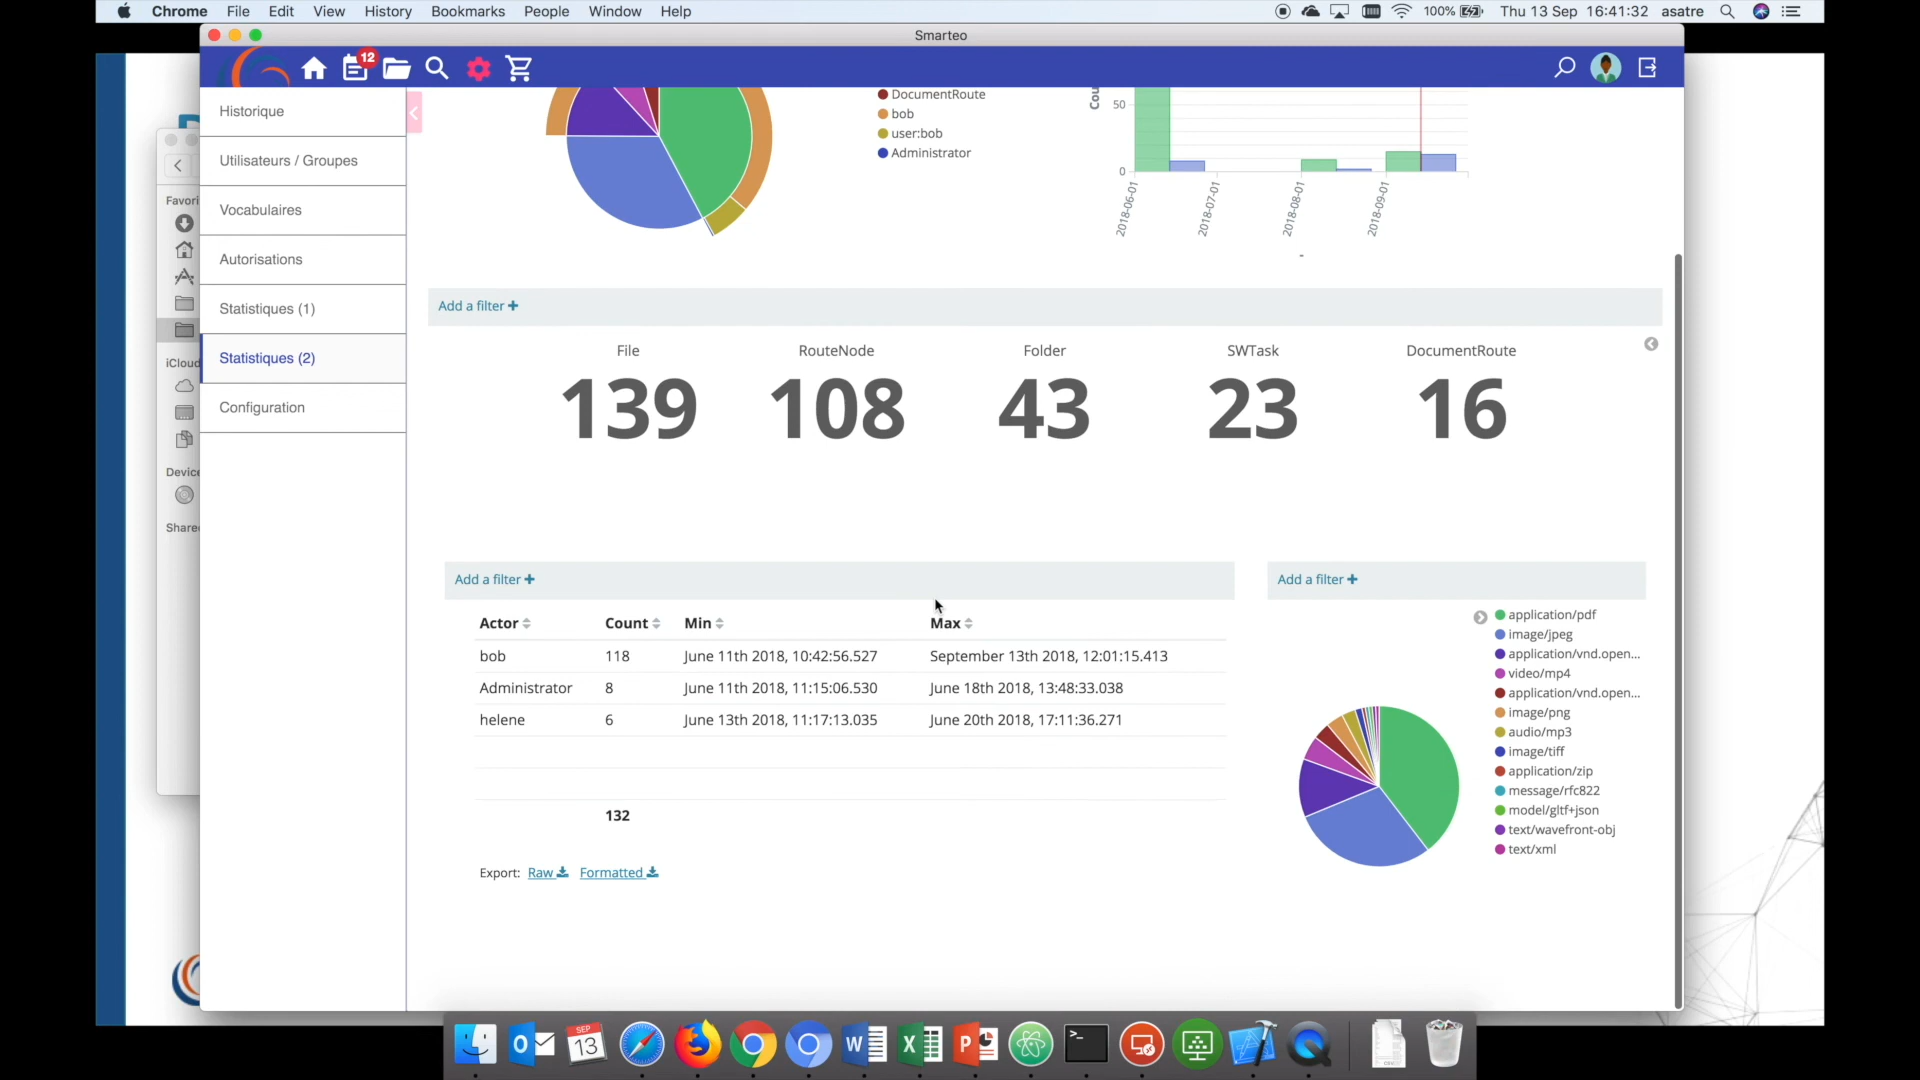 Chrome File Edit View History Bookmarks People Window Help 100% Thu 13 Sep 16:41:32 asatre
Smarteo
12
Historique
Utilisateurs / Groupes
Vocabulaires
Autorisations
Statistiques (1)
Statistiques (2)
Configuration
Favori
iCloud
Device
Share
DocumentRoute
bob
user:bob
Administrator
Cou
50
0
2018-06-01
2018-07-01
2018-08-01
2018-09-01
-
Add a filter +
File RouteNode Folder SWTask DocumentRoute
139 108 43 23 16
Add a filter +
Actor Count Min Max
bob 118 June 11th 2018, 10:42:56.527 September 13th 2018, 12:01:15.413
Administrator 8 June 11th 2018, 11:15:06.530 June 18th 2018, 13:48:33.038
helene 6 June 13th 2018, 11:17:13.035 June 20th 2018, 17:11:36.271
132
Export: Raw Formatted
Add a filter +
application/pdf
image/jpeg
application/vnd.open...
video/mp4
application/vnd.open...
image/png
audio/mp3
image/tiff
application/zip
message/rfc822
model/gltf+json
text/wavefront-obj
text/xml
SEP
13